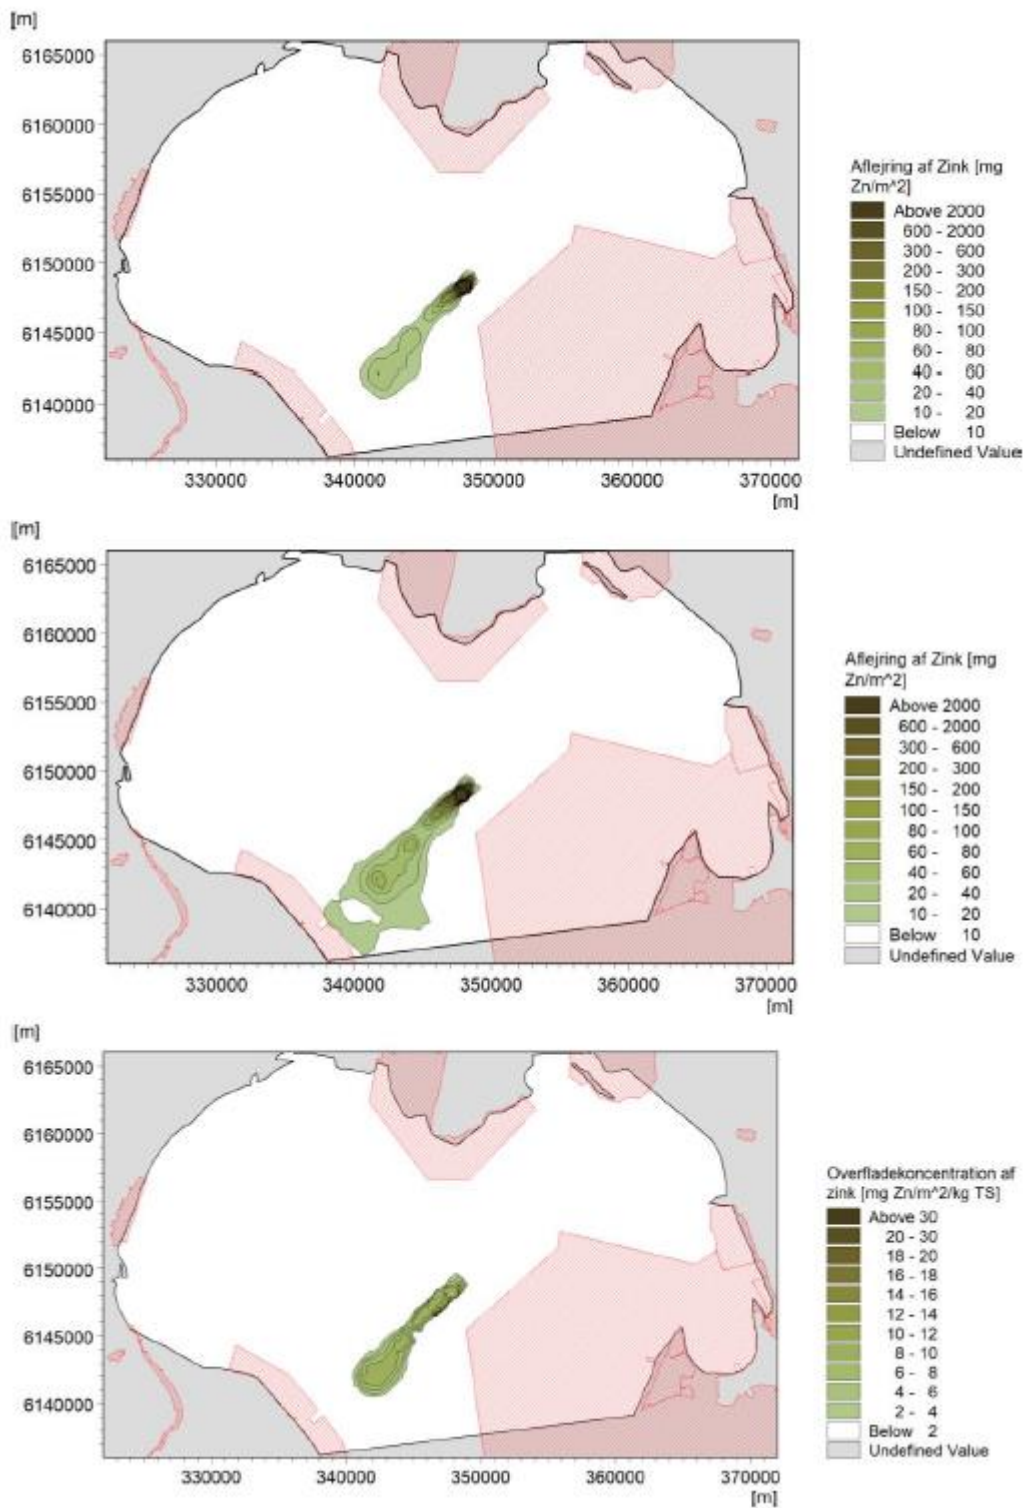 [m]
6165000
6160000
6155000
6150000
6145000
6140000
330000 340000 350000 360000 370000
[m]
Aflejring af Zink [mg
Zn/m^2]
Above 2000
600 - 2000
300 - 600
200 - 300
150 - 200
100 - 150
80 - 100
60 - 80
40 - 60
20 - 40
10 - 20
Below 10
Undefined Value
[m]
6165000
6160000
6155000
6150000
6145000
6140000
330000 340000 350000 360000 370000
[m]
Aflejring af Zink [mg
Zn/m^2]
Above 2000
600 - 2000
300 - 600
200 - 300
150 - 200
100 - 150
80 - 100
60 - 80
40 - 60
20 - 40
10 - 20
Below 10
Undefined Value
[m]
6165000
6160000
6155000
6150000
6145000
6140000
330000 340000 350000 360000 370000
[m]
Overfladekoncentration af
zink [mg Zn/m^2/kg TS]
Above 30
20 - 30
18 - 20
16 - 18
14 - 16
12 - 14
10 - 12
8 - 10
6 - 8
4 - 6
2 - 4
Below 2
Undefined Value